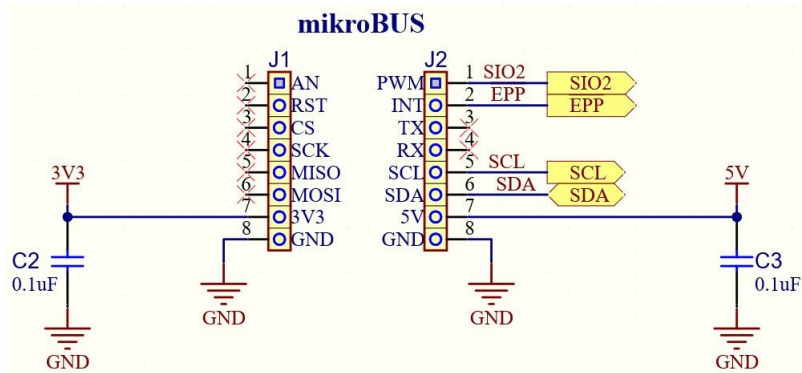 mikroBUS
J1
1 AN
2 RST
3 CS
4 SCK
5 MISO
6 MOSI
7 3V3
8 GND
3V3
C2
0.1uF
GND
GND
J2
PWM 1 SIO2 SIO2
INT 2 EPP EPP
TX 3
RX 4
SCL 5 SCL SCL
SDA 6 SDA SDA
5V 7
GND 8
GND
5V
C3
0.1uF
GND